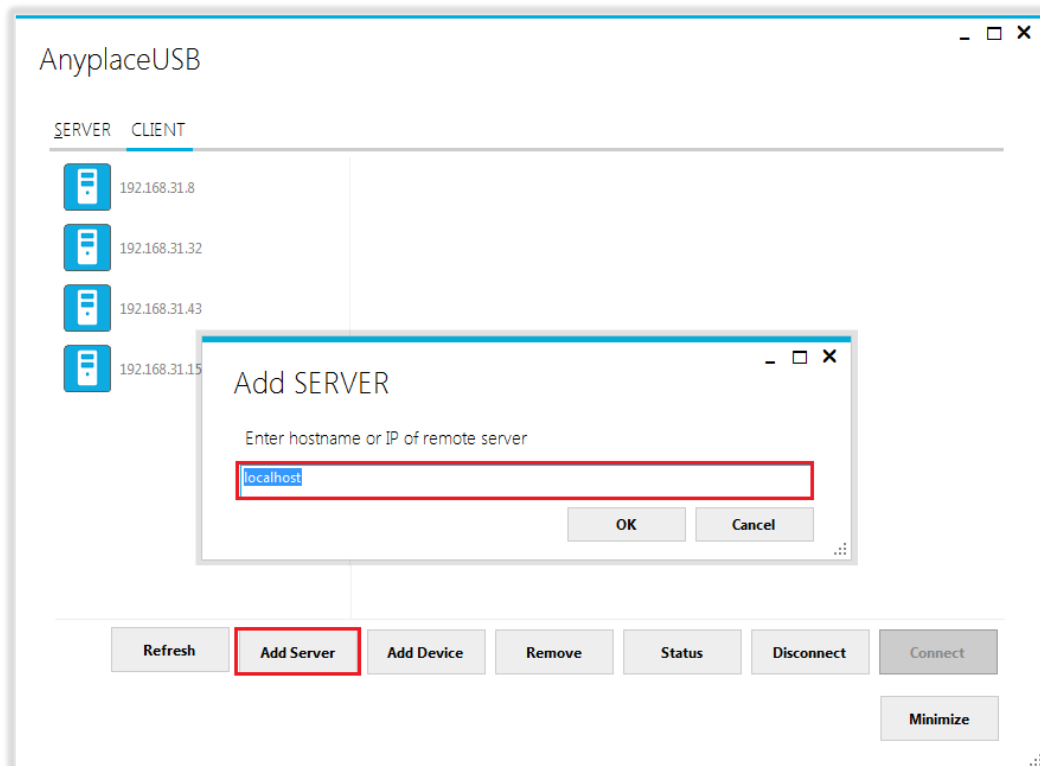 AnyplaceUSB
SERVER CLIENT
192.168.31.8
192.168.31.32
192.168.31.43
192.168.31.15
Add SERVER
Enter hostname or IP of remote server
localhost
OK Cancel
Refresh Add Server Add Device Remove Status Disconnect Connect
Minimize